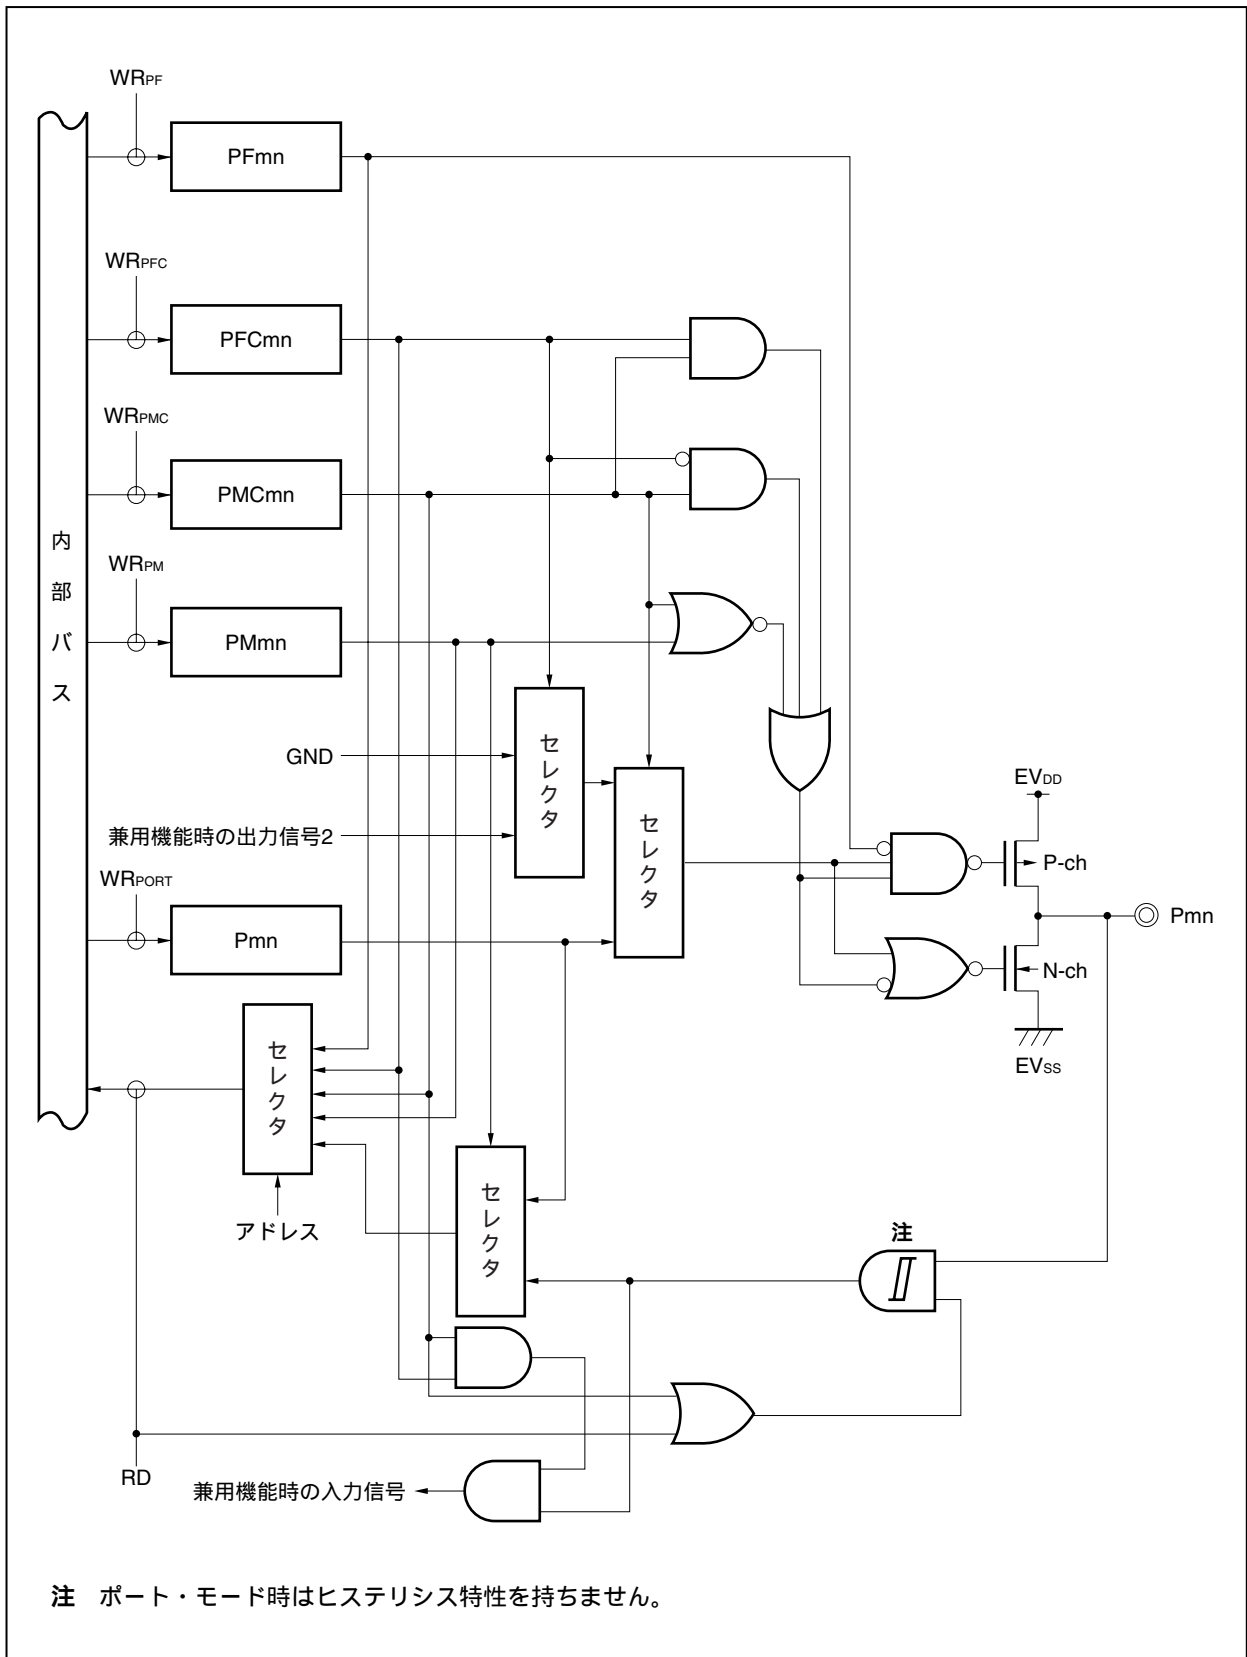 WRPF
PFmn
WRPFC
PFCmn
WRPMC
PMCmn
内部バス
WRPM
PMmn
セレクタ
GND
兼用機能時の出力信号2
セレクタ
EVDD
P-ch
WRPORT
Pmn
Pmn
N-ch
EVSS
セレクタ
アドレス
セレクタ
注
RD
兼用機能時の入力信号
注 ポート・モード時はヒステリシス特性を持ちません。